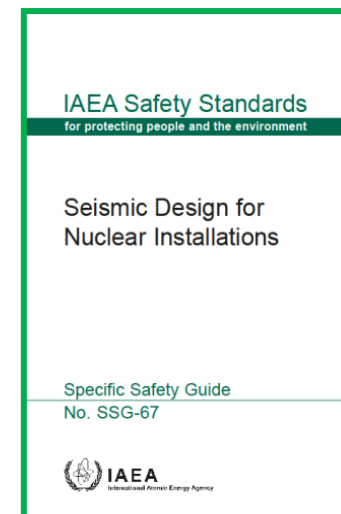 IAEA Safety Standards
for protecting people and the environment
Seismic Design for
Nuclear Installations
Specific Safety Guide
No. SSG-67
IAEA
International Atomic Energy Agency